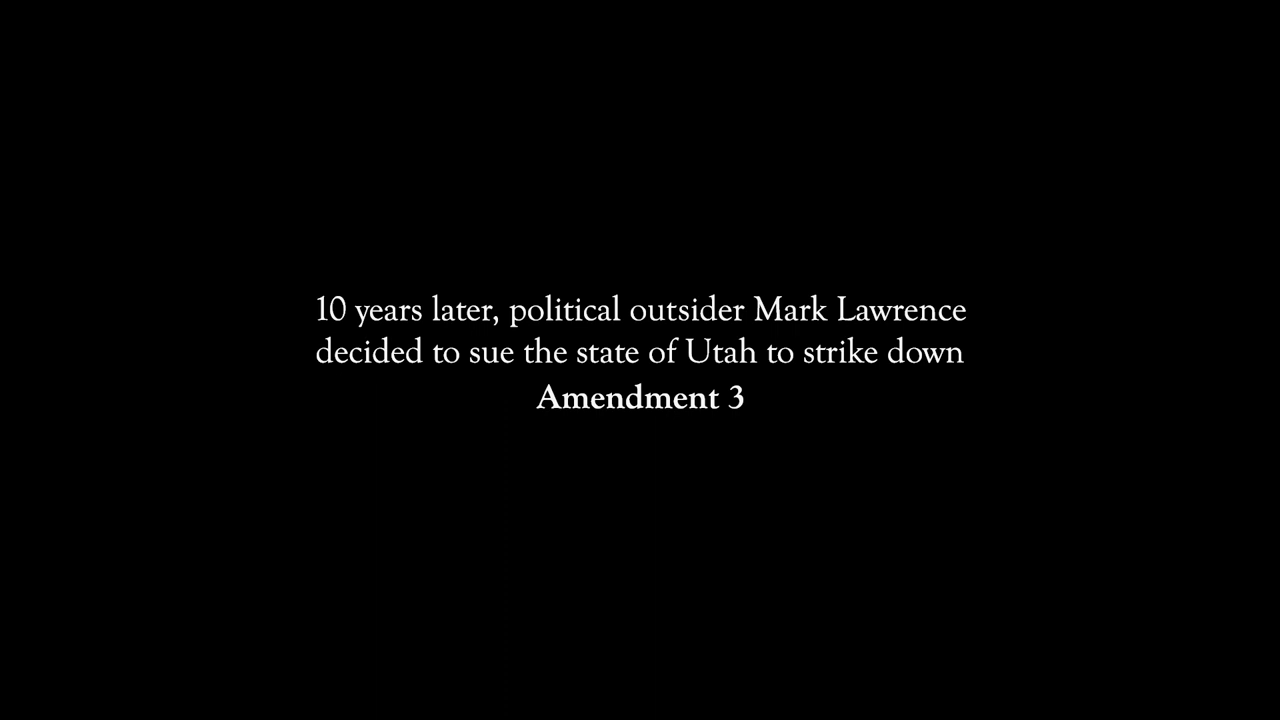 10 years later, political outsider Mark Lawrence
decided to sue the state of Utah to strike down
Amendment 3